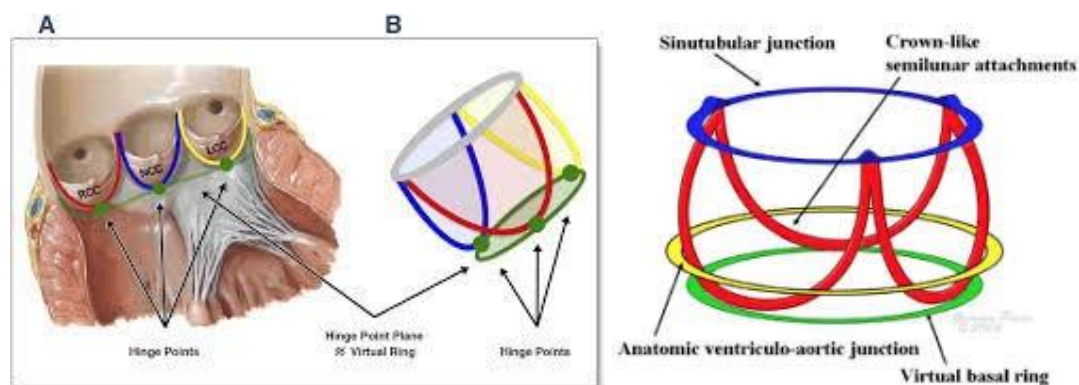 A
B
RCC
NCC
LCC
Hinge Points
Hinge Point Plane
≈ Virtual Ring
Hinge Points
Sinutubular junction
Crown-like
semilunar attachments
Anatomic ventriculo-aortic junction
Virtual basal ring